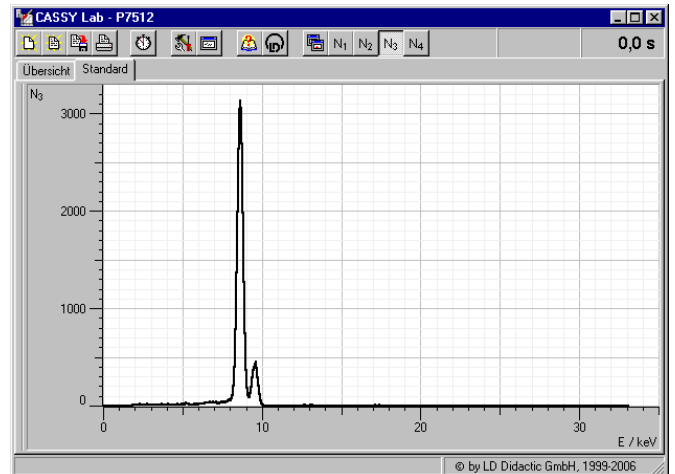 CASSY Lab - P7512
N₁ N₂ N₃ N₄ 0,0 s
Übersicht Standard
N₃
3000
2000
1000
0
0 10 20 30
E / keV
© by LD Didactic GmbH, 1999-2006